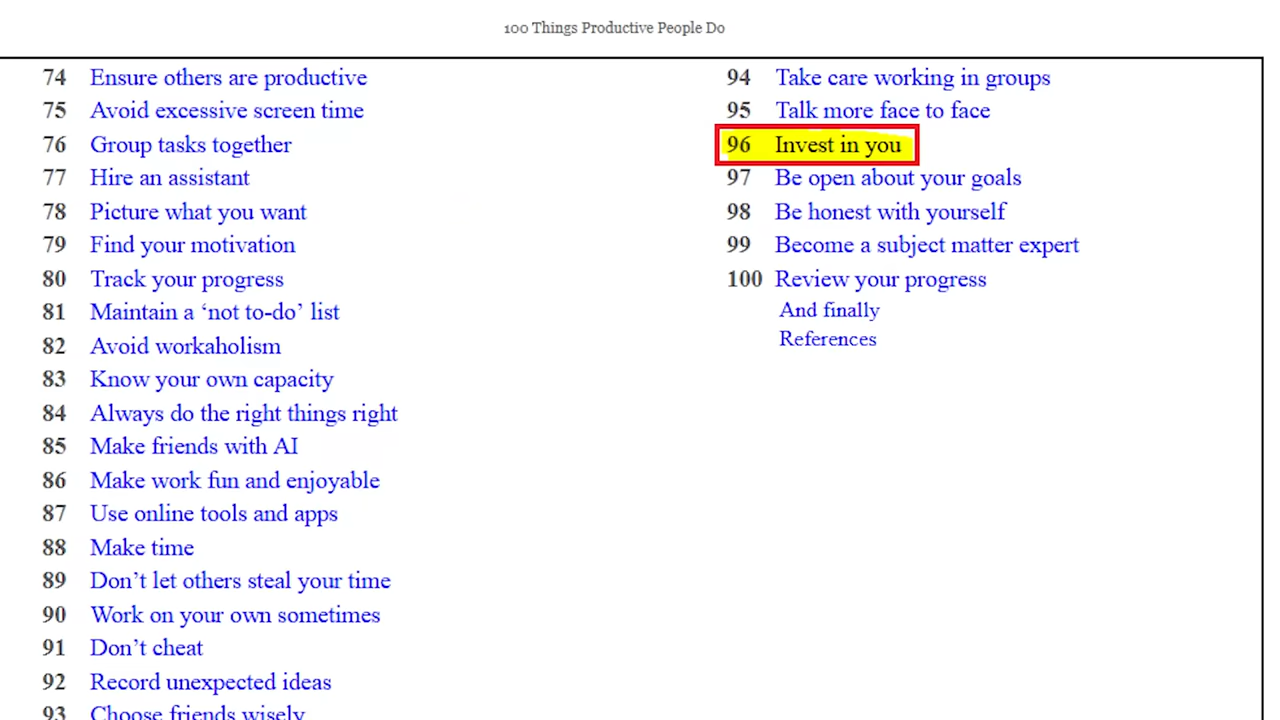 100 Things Productive People Do
74 Ensure others are productive
75 Avoid excessive screen time
76 Group tasks together
77 Hire an assistant
78 Picture what you want
79 Find your motivation
80 Track your progress
81 Maintain a ‘not to-do’ list
82 Avoid workaholism
83 Know your own capacity
84 Always do the right things right
85 Make friends with AI
86 Make work fun and enjoyable
87 Use online tools and apps
88 Make time
89 Don’t let others steal your time
90 Work on your own sometimes
91 Don’t cheat
92 Record unexpected ideas
93 Choose friends wisely
94 Take care working in groups
95 Talk more face to face
96 Invest in you
97 Be open about your goals
98 Be honest with yourself
99 Become a subject matter expert
100 Review your progress
And finally
References